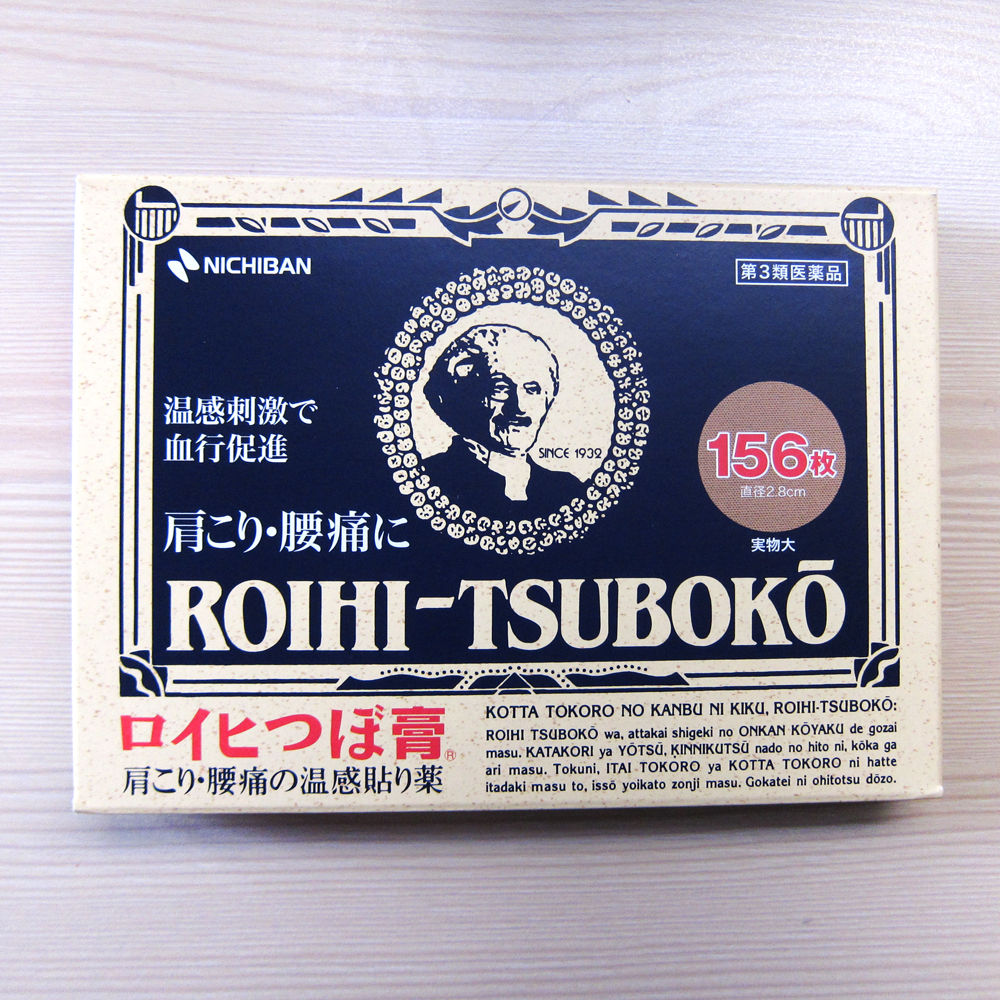 NICHIBAN
第3類医薬品
温感刺激で
血行促進
SINCE 1932
156枚
直径2.8cm
実物大
肩こり・腰痛に
ROIHI-TSUBOKŌ
ロイヒつぼ膏®
肩こり・腰痛の温感貼り薬
KOTTA TOKORO NO KANBU NI KIKU, ROIHI-TSUBOKŌ:
ROIHI TSUBOKŌ wa, attakai shigeki no ONKAN KŌYAKU de gozai
masu. KATAKORI ya YŌTSŪ, KINNIKUTSŪ nado no hito ni, kōka ga
ari masu. Tokuni, ITAI TOKORO ya KOTTA TOKORO ni hatte
itadaki masu to, issō yoikato zonji masu. Gokatei ni ohitotsu dōzo.